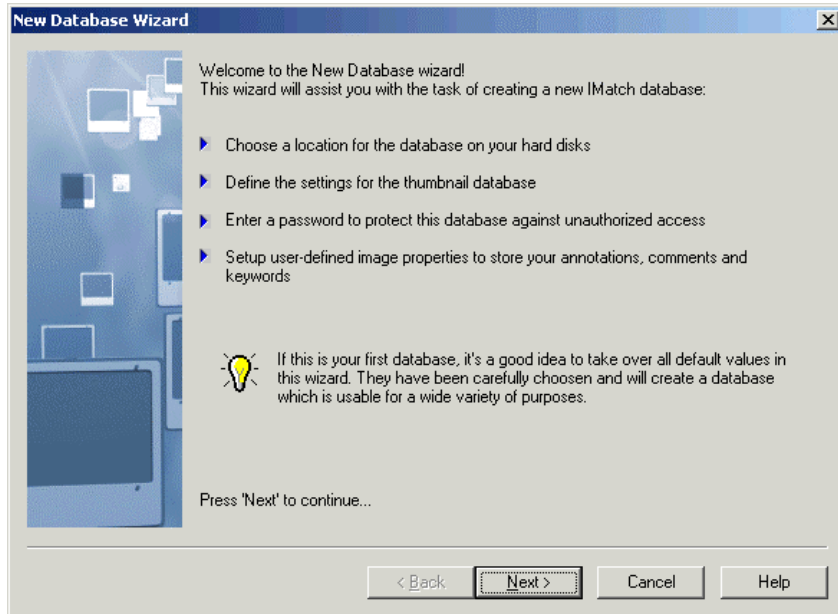 New Database Wizard
Welcome to the New Database wizard!
This wizard will assist you with the task of creating a new IMatch database:
Choose a location for the database on your hard disks
Define the settings for the thumbnail database
Enter a password to protect this database against unauthorized access
Setup user-defined image properties to store your annotations, comments and
keywords
If this is your first database, it's a good idea to take over all default values in
this wizard. They have been carefully choosen and will create a database
which is usable for a wide variety of purposes.
Press 'Next' to continue...
< Back
Next >
Cancel
Help